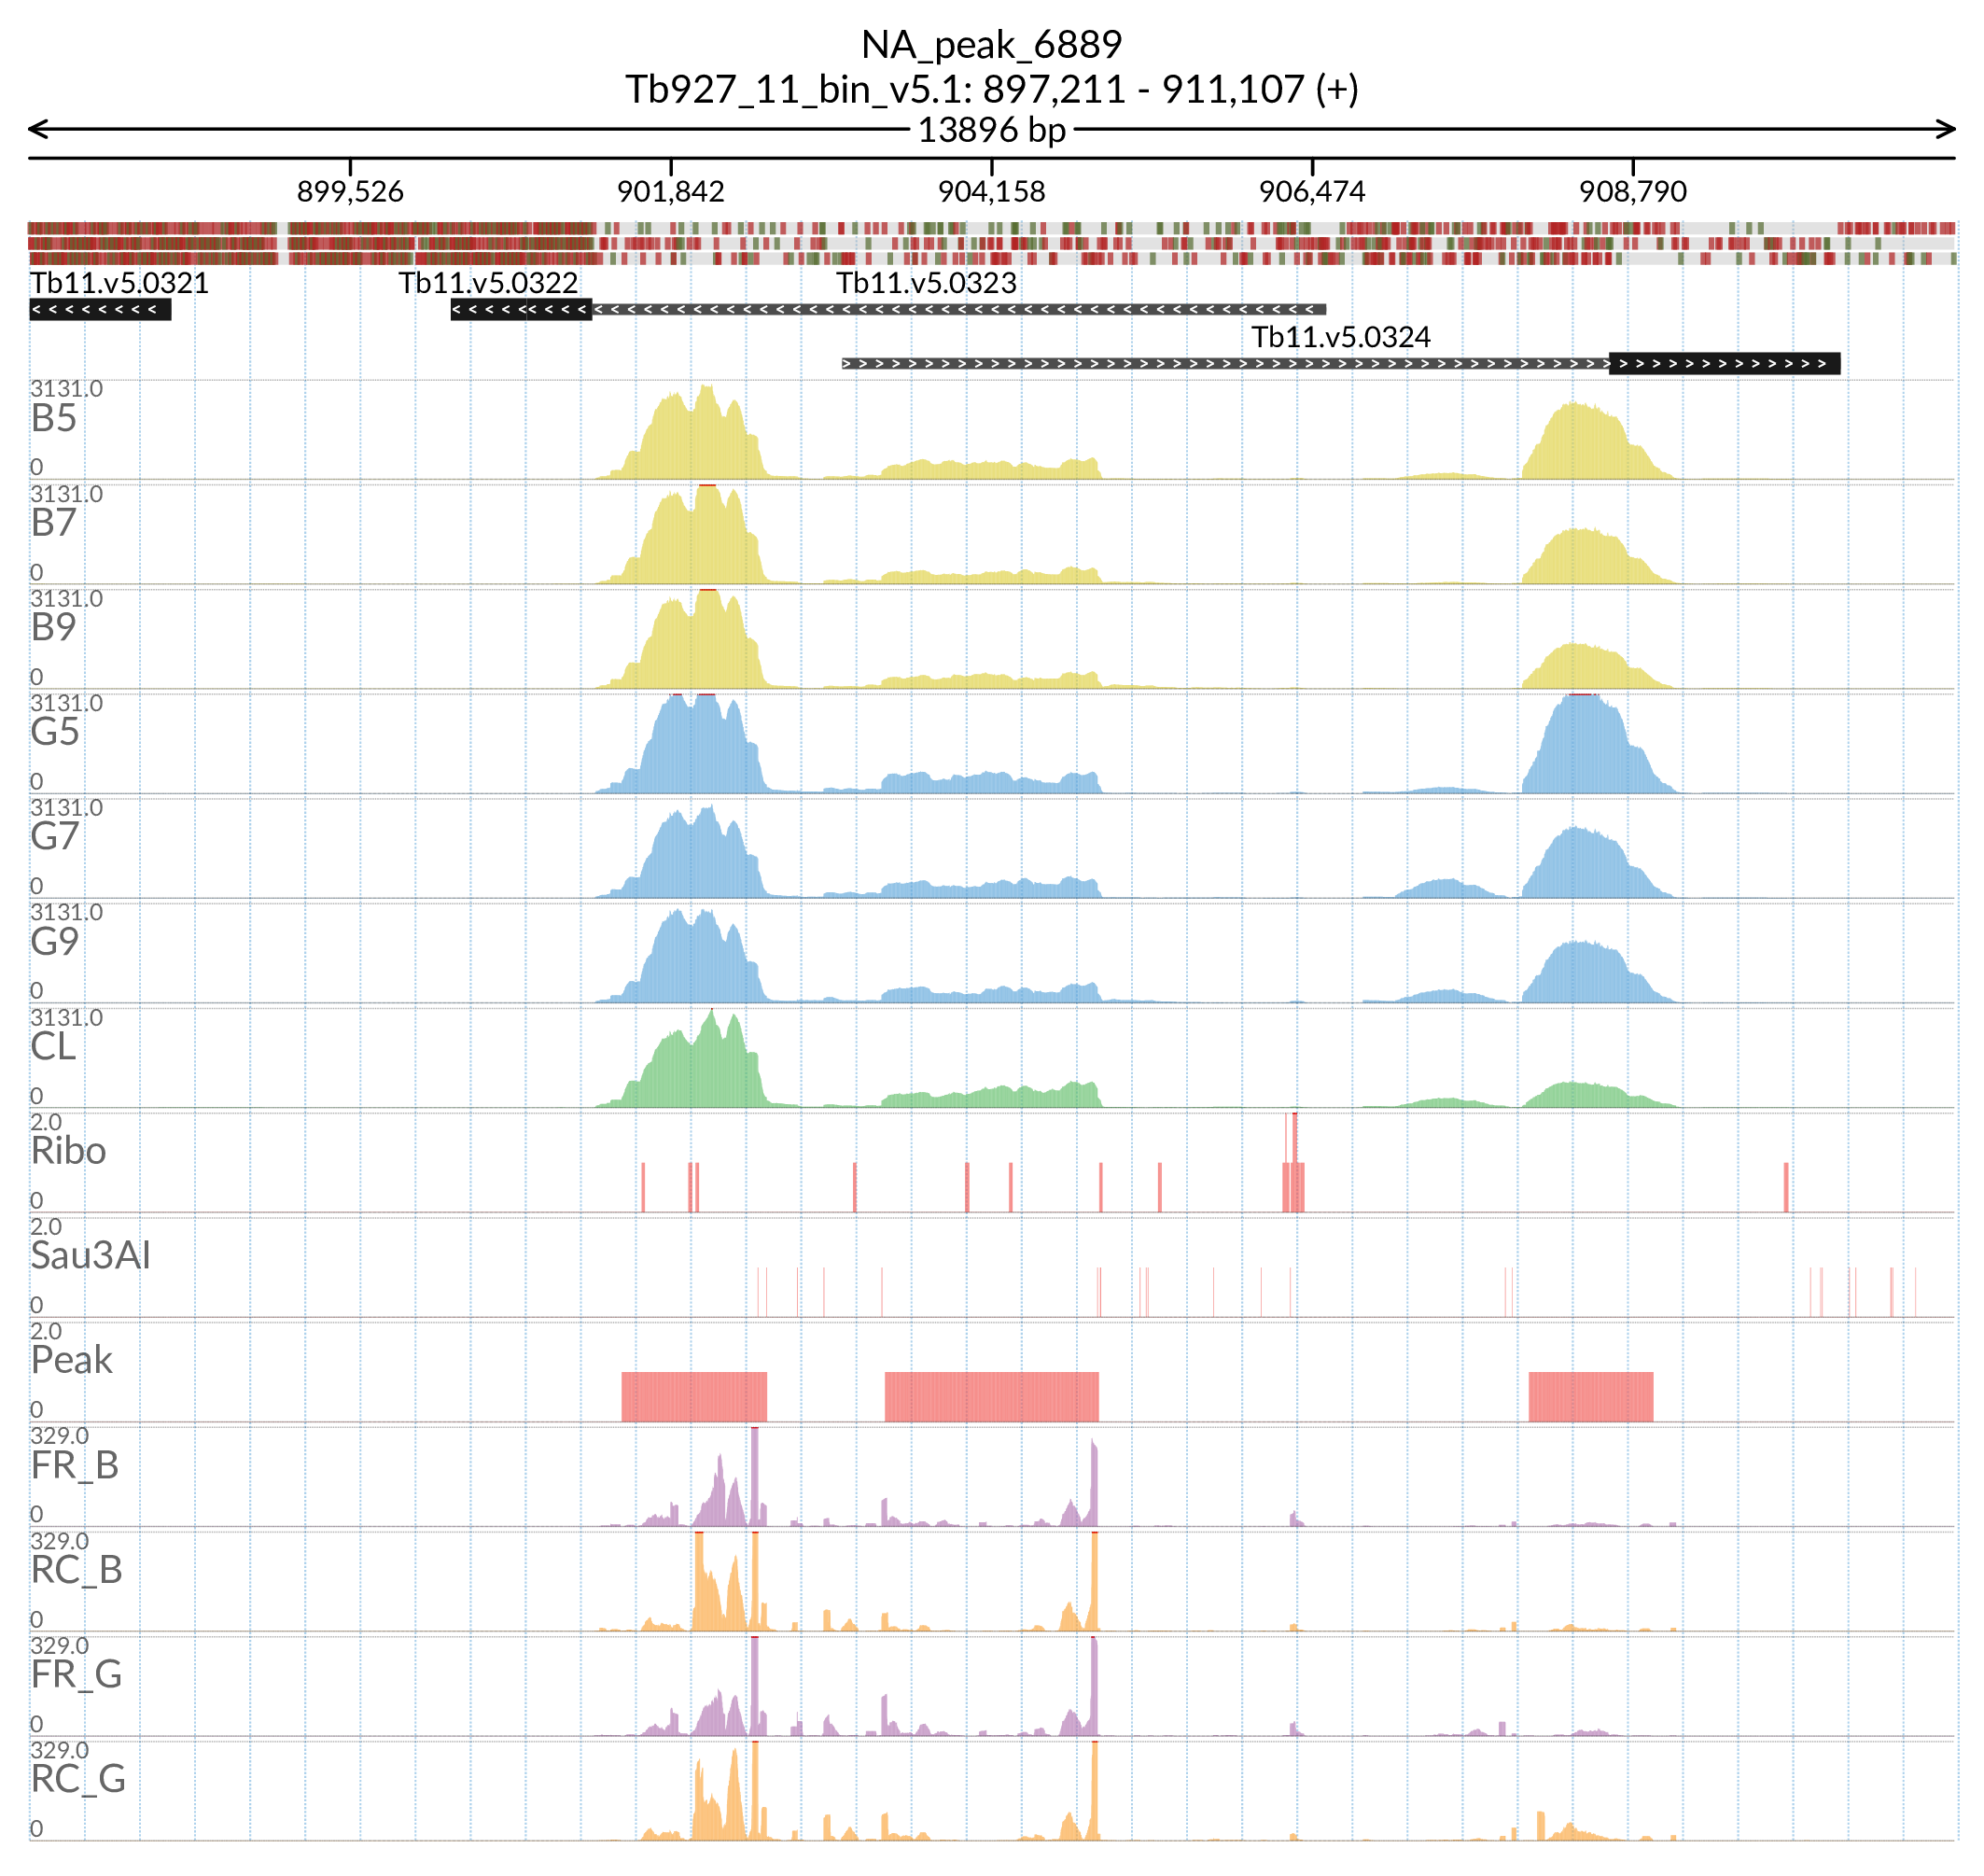 NA_peak_6889
Tb927_11_bin_v5.1: 897,211 - 911,107 (+)
13896 bp
899,526 901,842 904,158 906,474 908,790
Tb11.v5.0321 Tb11.v5.0322 Tb11.v5.0323
Tb11.v5.0324
3131.0
B5
0
3131.0
B7
0
3131.0
B9
0
3131.0
G5
0
3131.0
G7
0
3131.0
G9
0
3131.0
CL
0
2.0
Ribo
0
2.0
Sau3AI
0
2.0
Peak
0
329.0
FR_B
0
329.0
RC_B
0
329.0
FR_G
0
329.0
RC_G
0